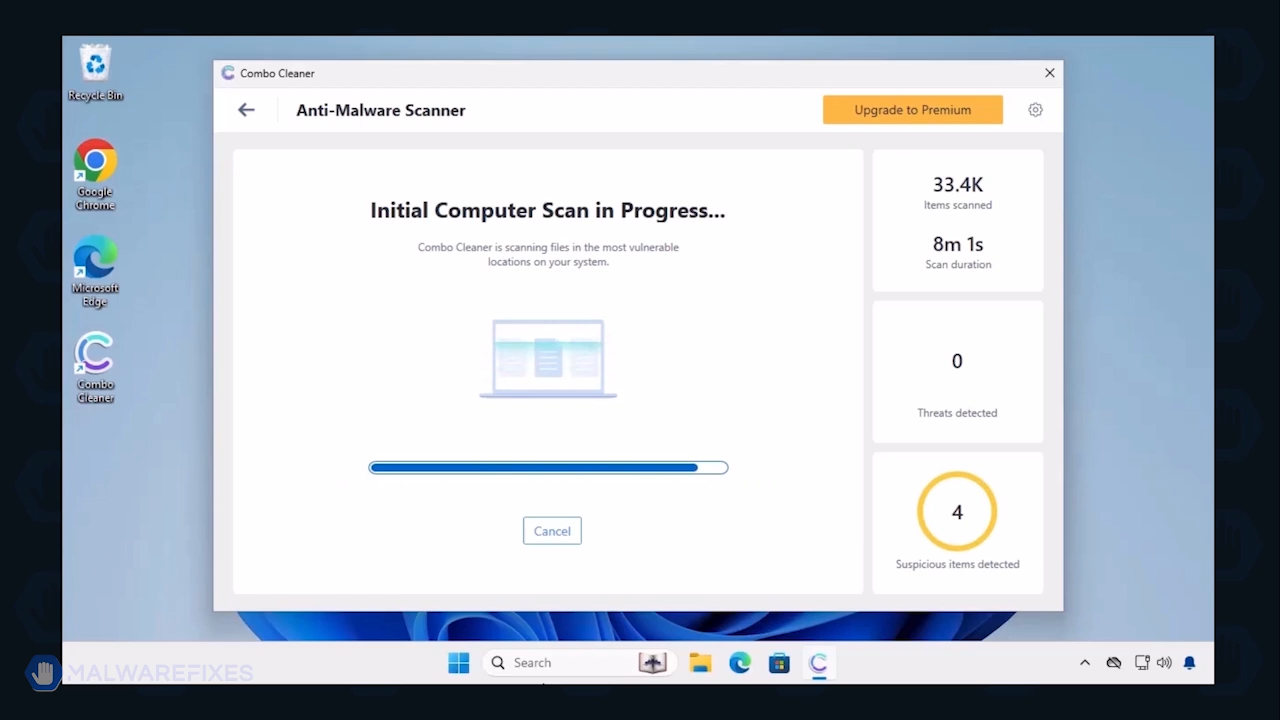 Recycle Bin
Google
Chrome
Microsoft
Edge
Combo
Cleaner
Combo Cleaner
Anti-Malware Scanner
Upgrade to Premium
Initial Computer Scan in Progress...
Combo Cleaner is scanning files in the most vulnerable
locations on your system.
Cancel
33.4K
Items scanned
8m 1s
Scan duration
0
Threats detected
4
Suspicious items detected
Search
MALWAREFIXES